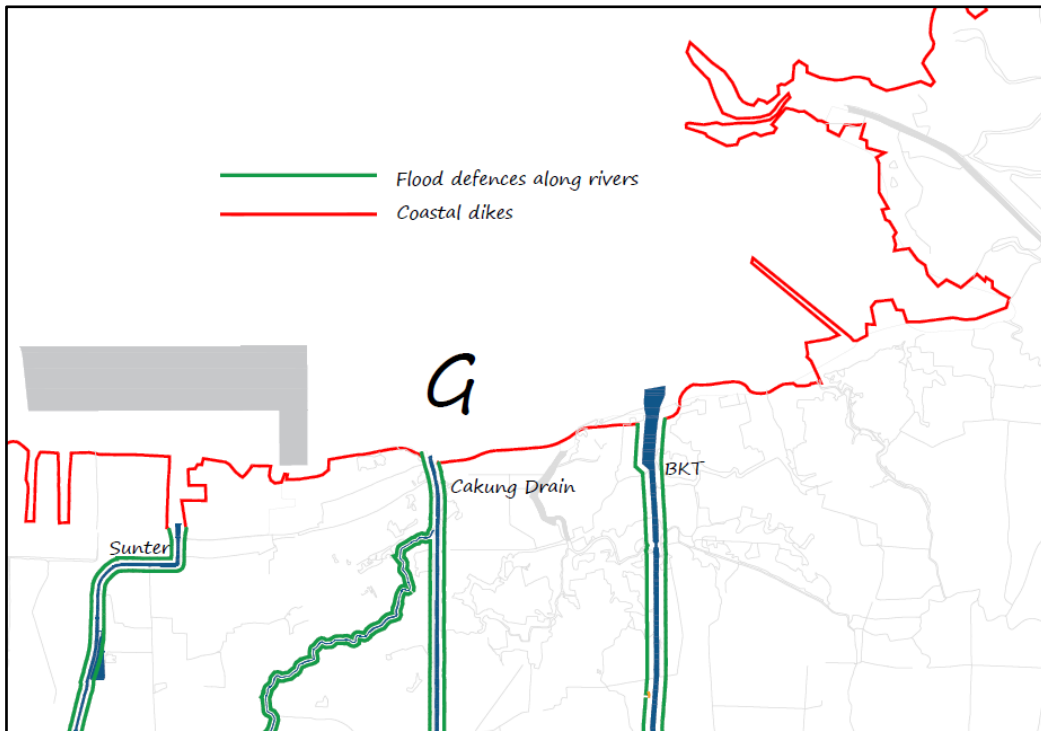 Flood defences along rivers
Coastal dikes
G
BKT
Cakung Drain
Sunter